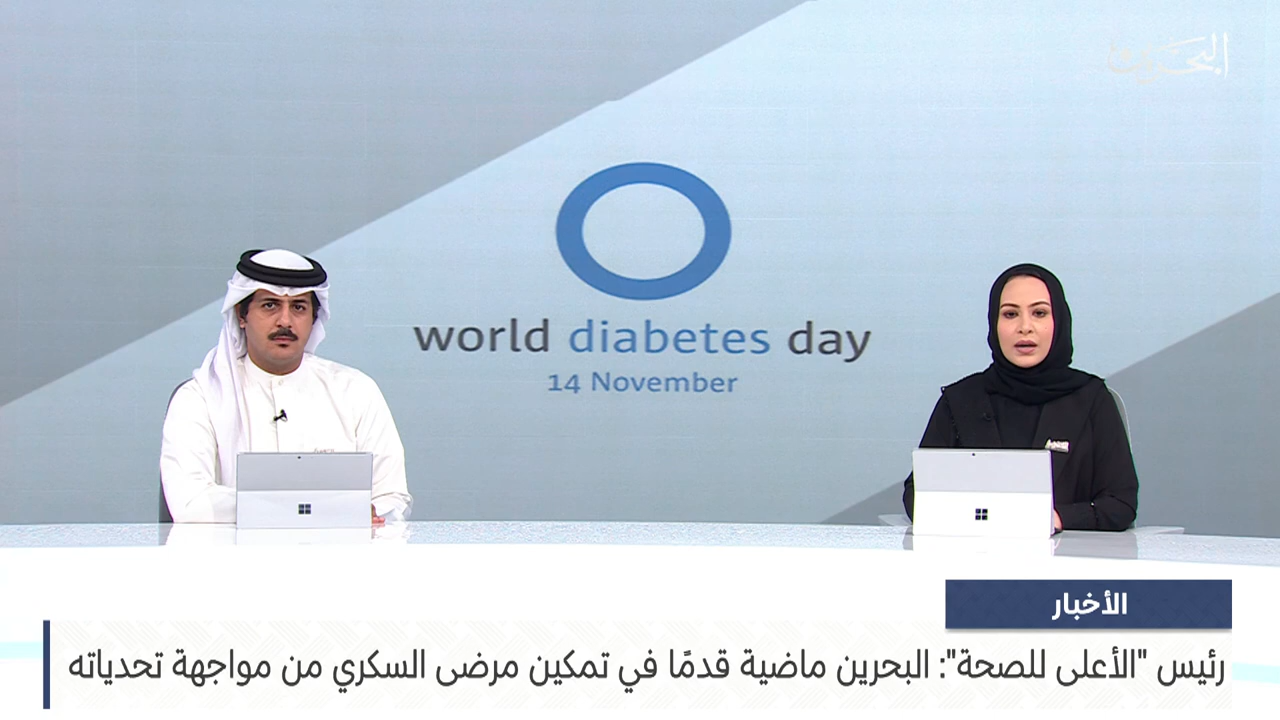 البحرين
world diabetes day
14 November
الأخبار
رئيس "الأعلى للصحة": البحرين ماضية قدمًا في تمكين مرضى السكري من مواجهة تحدياته